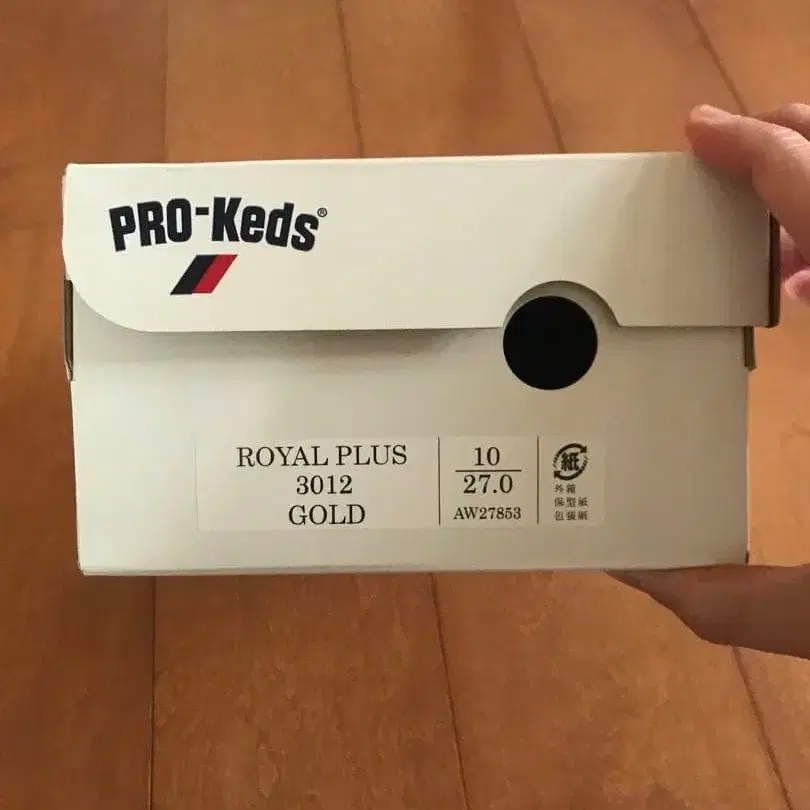 PRO-Keds®
ROYAL PLUS
3012
GOLD
10
27.0
AW27853
紙
外箱
保型紙
包装紙